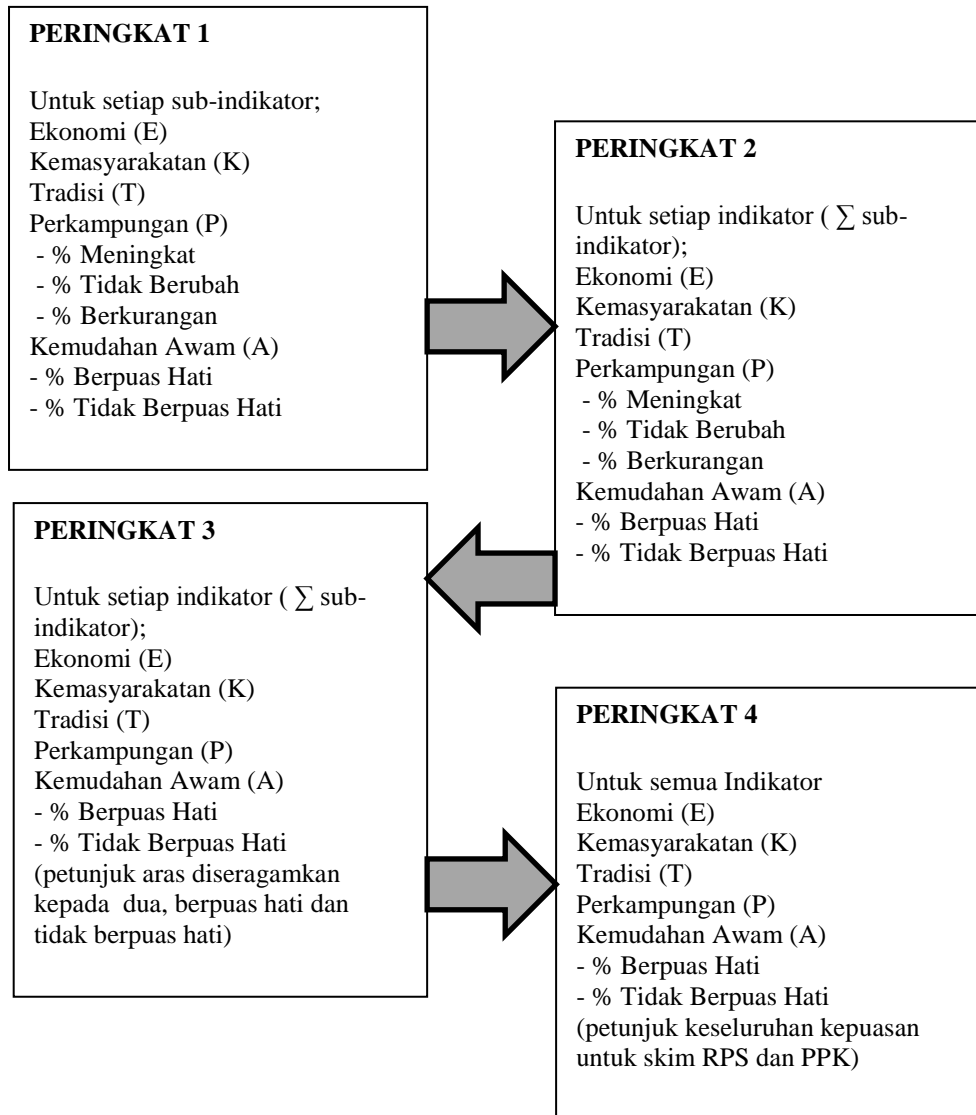 PERINGKAT 1
Untuk setiap sub-indikator;
Ekonomi (E)
Kemasyarakatan (K)
Tradisi (T)
Perkampungan (P)
- % Meningkat
- % Tidak Berubah
- % Berkurangan
Kemudahan Awam (A)
- % Berpuas Hati
- % Tidak Berpuas Hati
PERINGKAT 2
Untuk setiap indikator ( ∑ sub-
indikator);
Ekonomi (E)
Kemasyarakatan (K)
Tradisi (T)
Perkampungan (P)
- % Meningkat
- % Tidak Berubah
- % Berkurangan
Kemudahan Awam (A)
- % Berpuas Hati
- % Tidak Berpuas Hati
PERINGKAT 3
Untuk setiap indikator ( ∑ sub-
indikator);
Ekonomi (E)
Kemasyarakatan (K)
Tradisi (T)
Perkampungan (P)
Kemudahan Awam (A)
- % Berpuas Hati
- % Tidak Berpuas Hati
(petunjuk aras diseragamkan
kepada dua, berpuas hati dan
tidak berpuas hati)
PERINGKAT 4
Untuk semua Indikator
Ekonomi (E)
Kemasyarakatan (K)
Tradisi (T)
Perkampungan (P)
Kemudahan Awam (A)
- % Berpuas Hati
- % Tidak Berpuas Hati
(petunjuk keseluruhan kepuasan
untuk skim RPS dan PPK)